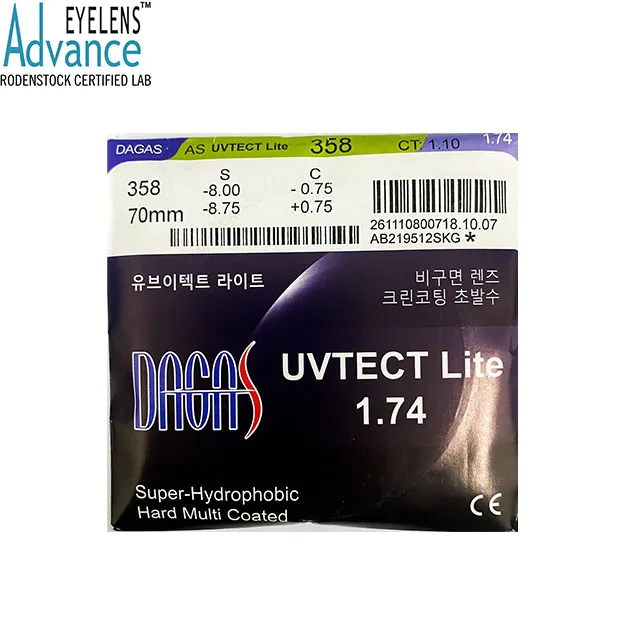 EYELENS™
Advance
RODENSTOCK CERTIFIED LAB
DAGAS AS UVTECT Lite 358 CT. 1.10 1.74
S C
358 -8.00 - 0.75
70mm -8.75 +0.75
261110800718.10.07
AB219512SKG *
유브이텍트 라이트
비구면 렌즈
크린코팅 초발수
DAGAS
UVTECT Lite
1.74
Super-Hydrophobic
Hard Multi Coated
CE